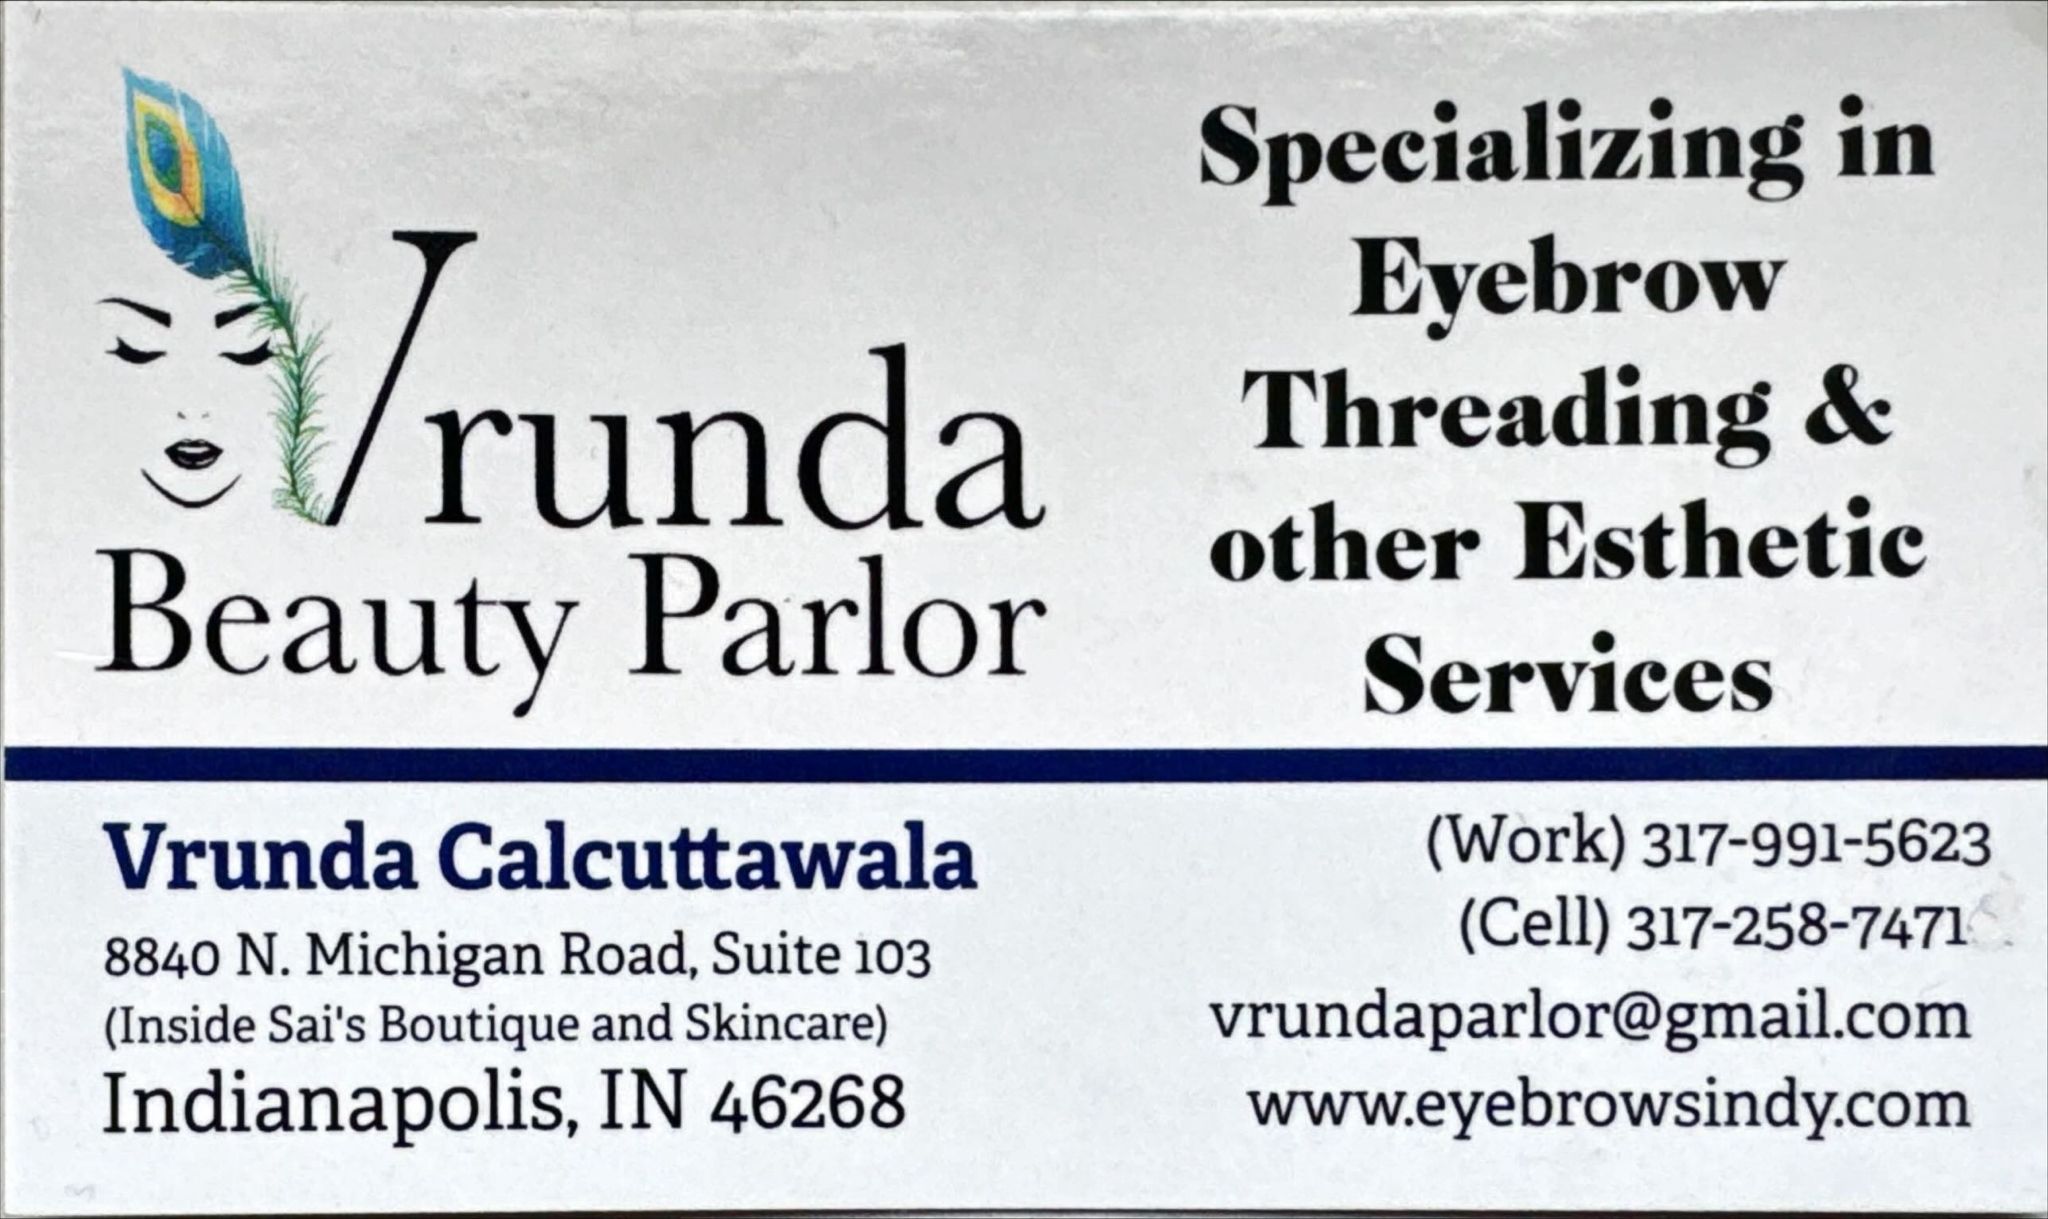 Vrunda
Beauty Parlor
Specializing in
Eyebrow
Threading &
other Esthetic
Services
Vrunda Calcuttawala
8840 N. Michigan Road, Suite 103
(Inside Sai's Boutique and Skincare)
Indianapolis, IN 46268
(Work) 317-991-5623
(Cell) 317-258-7471
vrundaparlor@gmail.com
www.eyebrowsindy.com